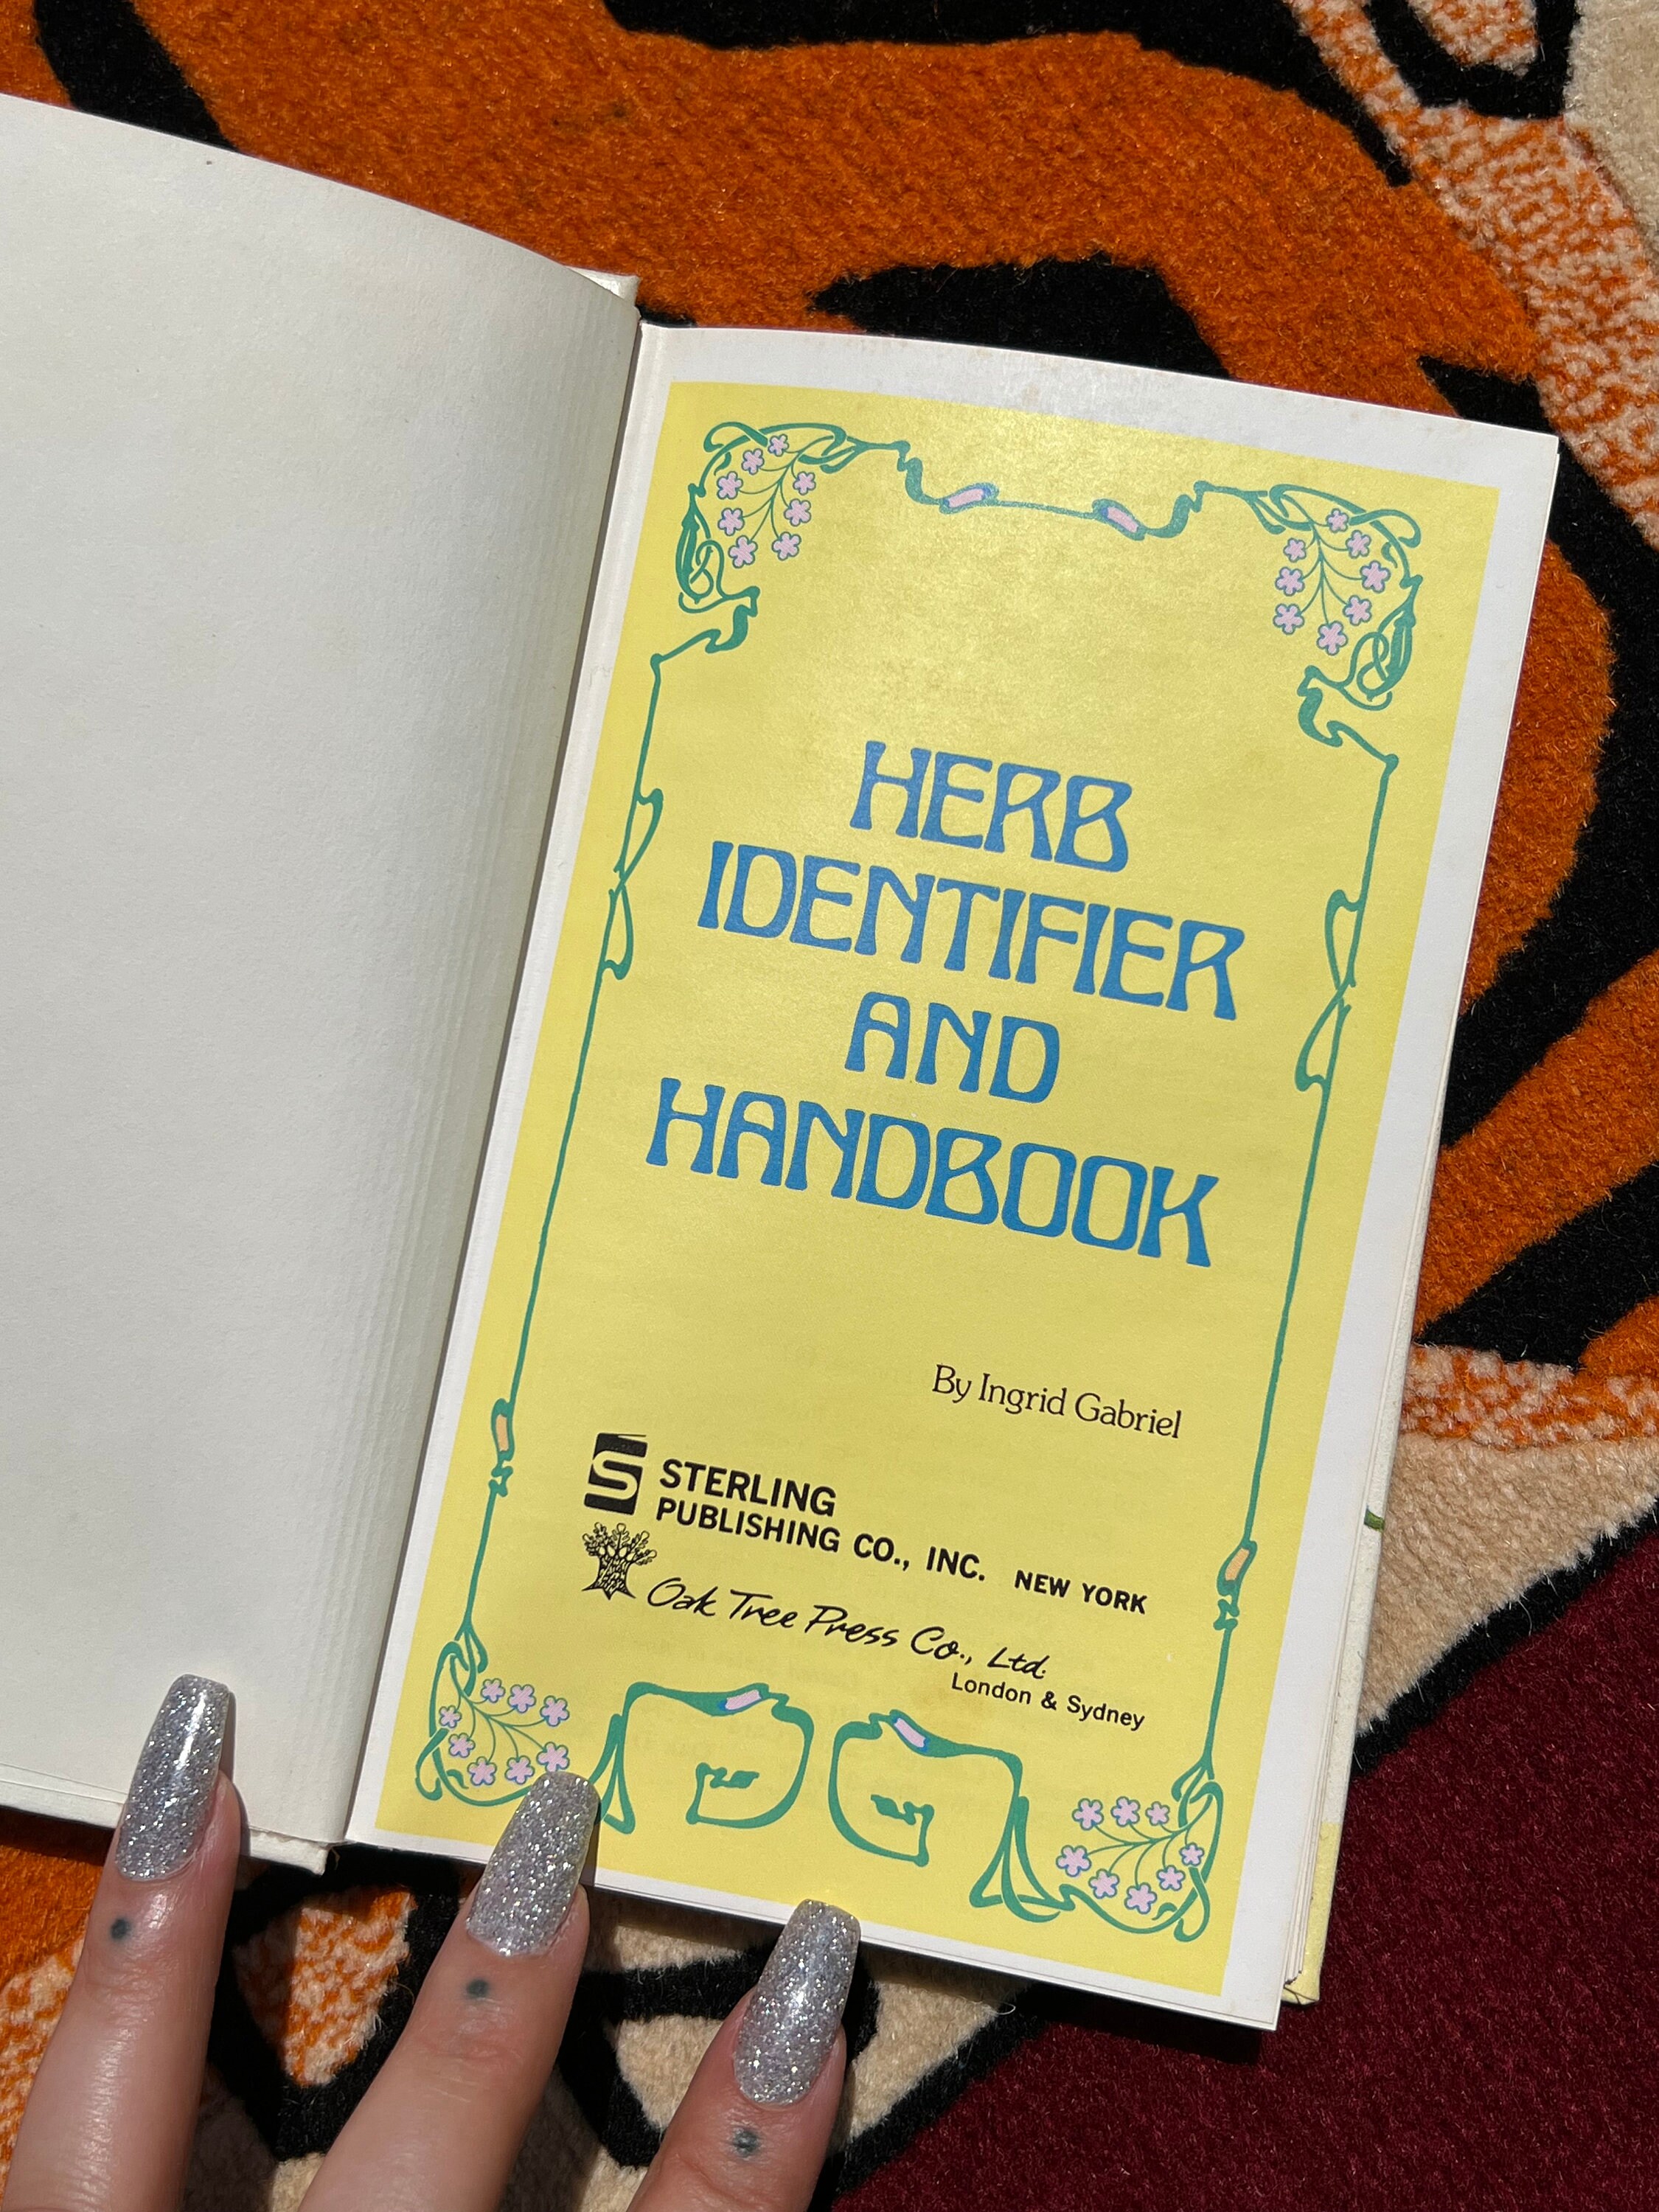 HERB
IDENTIFIER
AND
HANDBOOK
By Ingrid Gabriel
S STERLING
PUBLISHING CO., INC. NEW YORK
Oak Tree Press Co., Ltd.
London & Sydney